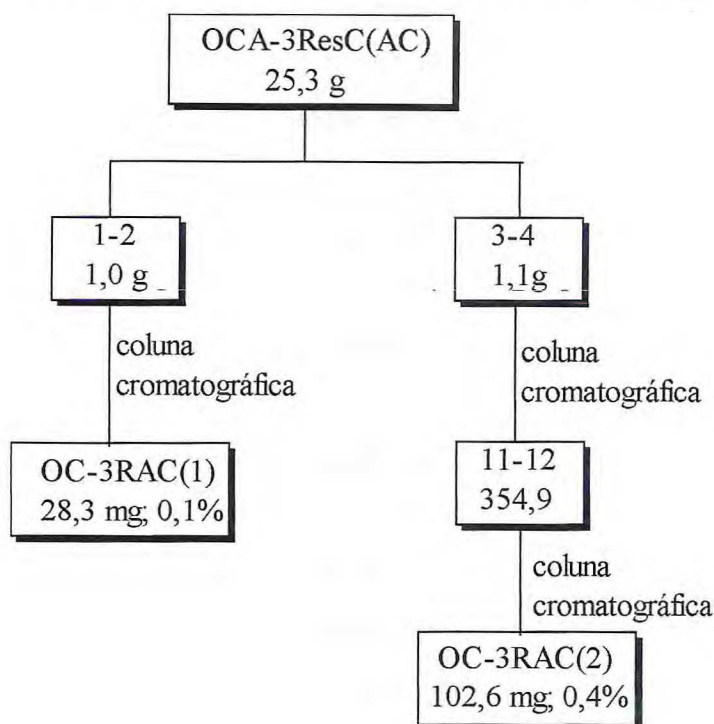 OCA-3ResC(AC)
25,3 g
1-2
1,0 g
3-4
1,1g
coluna
cromatográfica
coluna
cromatográfica
OC-3RAC(1)
28,3 mg; 0,1%
11-12
354,9
coluna
cromatográfica
OC-3RAC(2)
102,6 mg; 0,4%